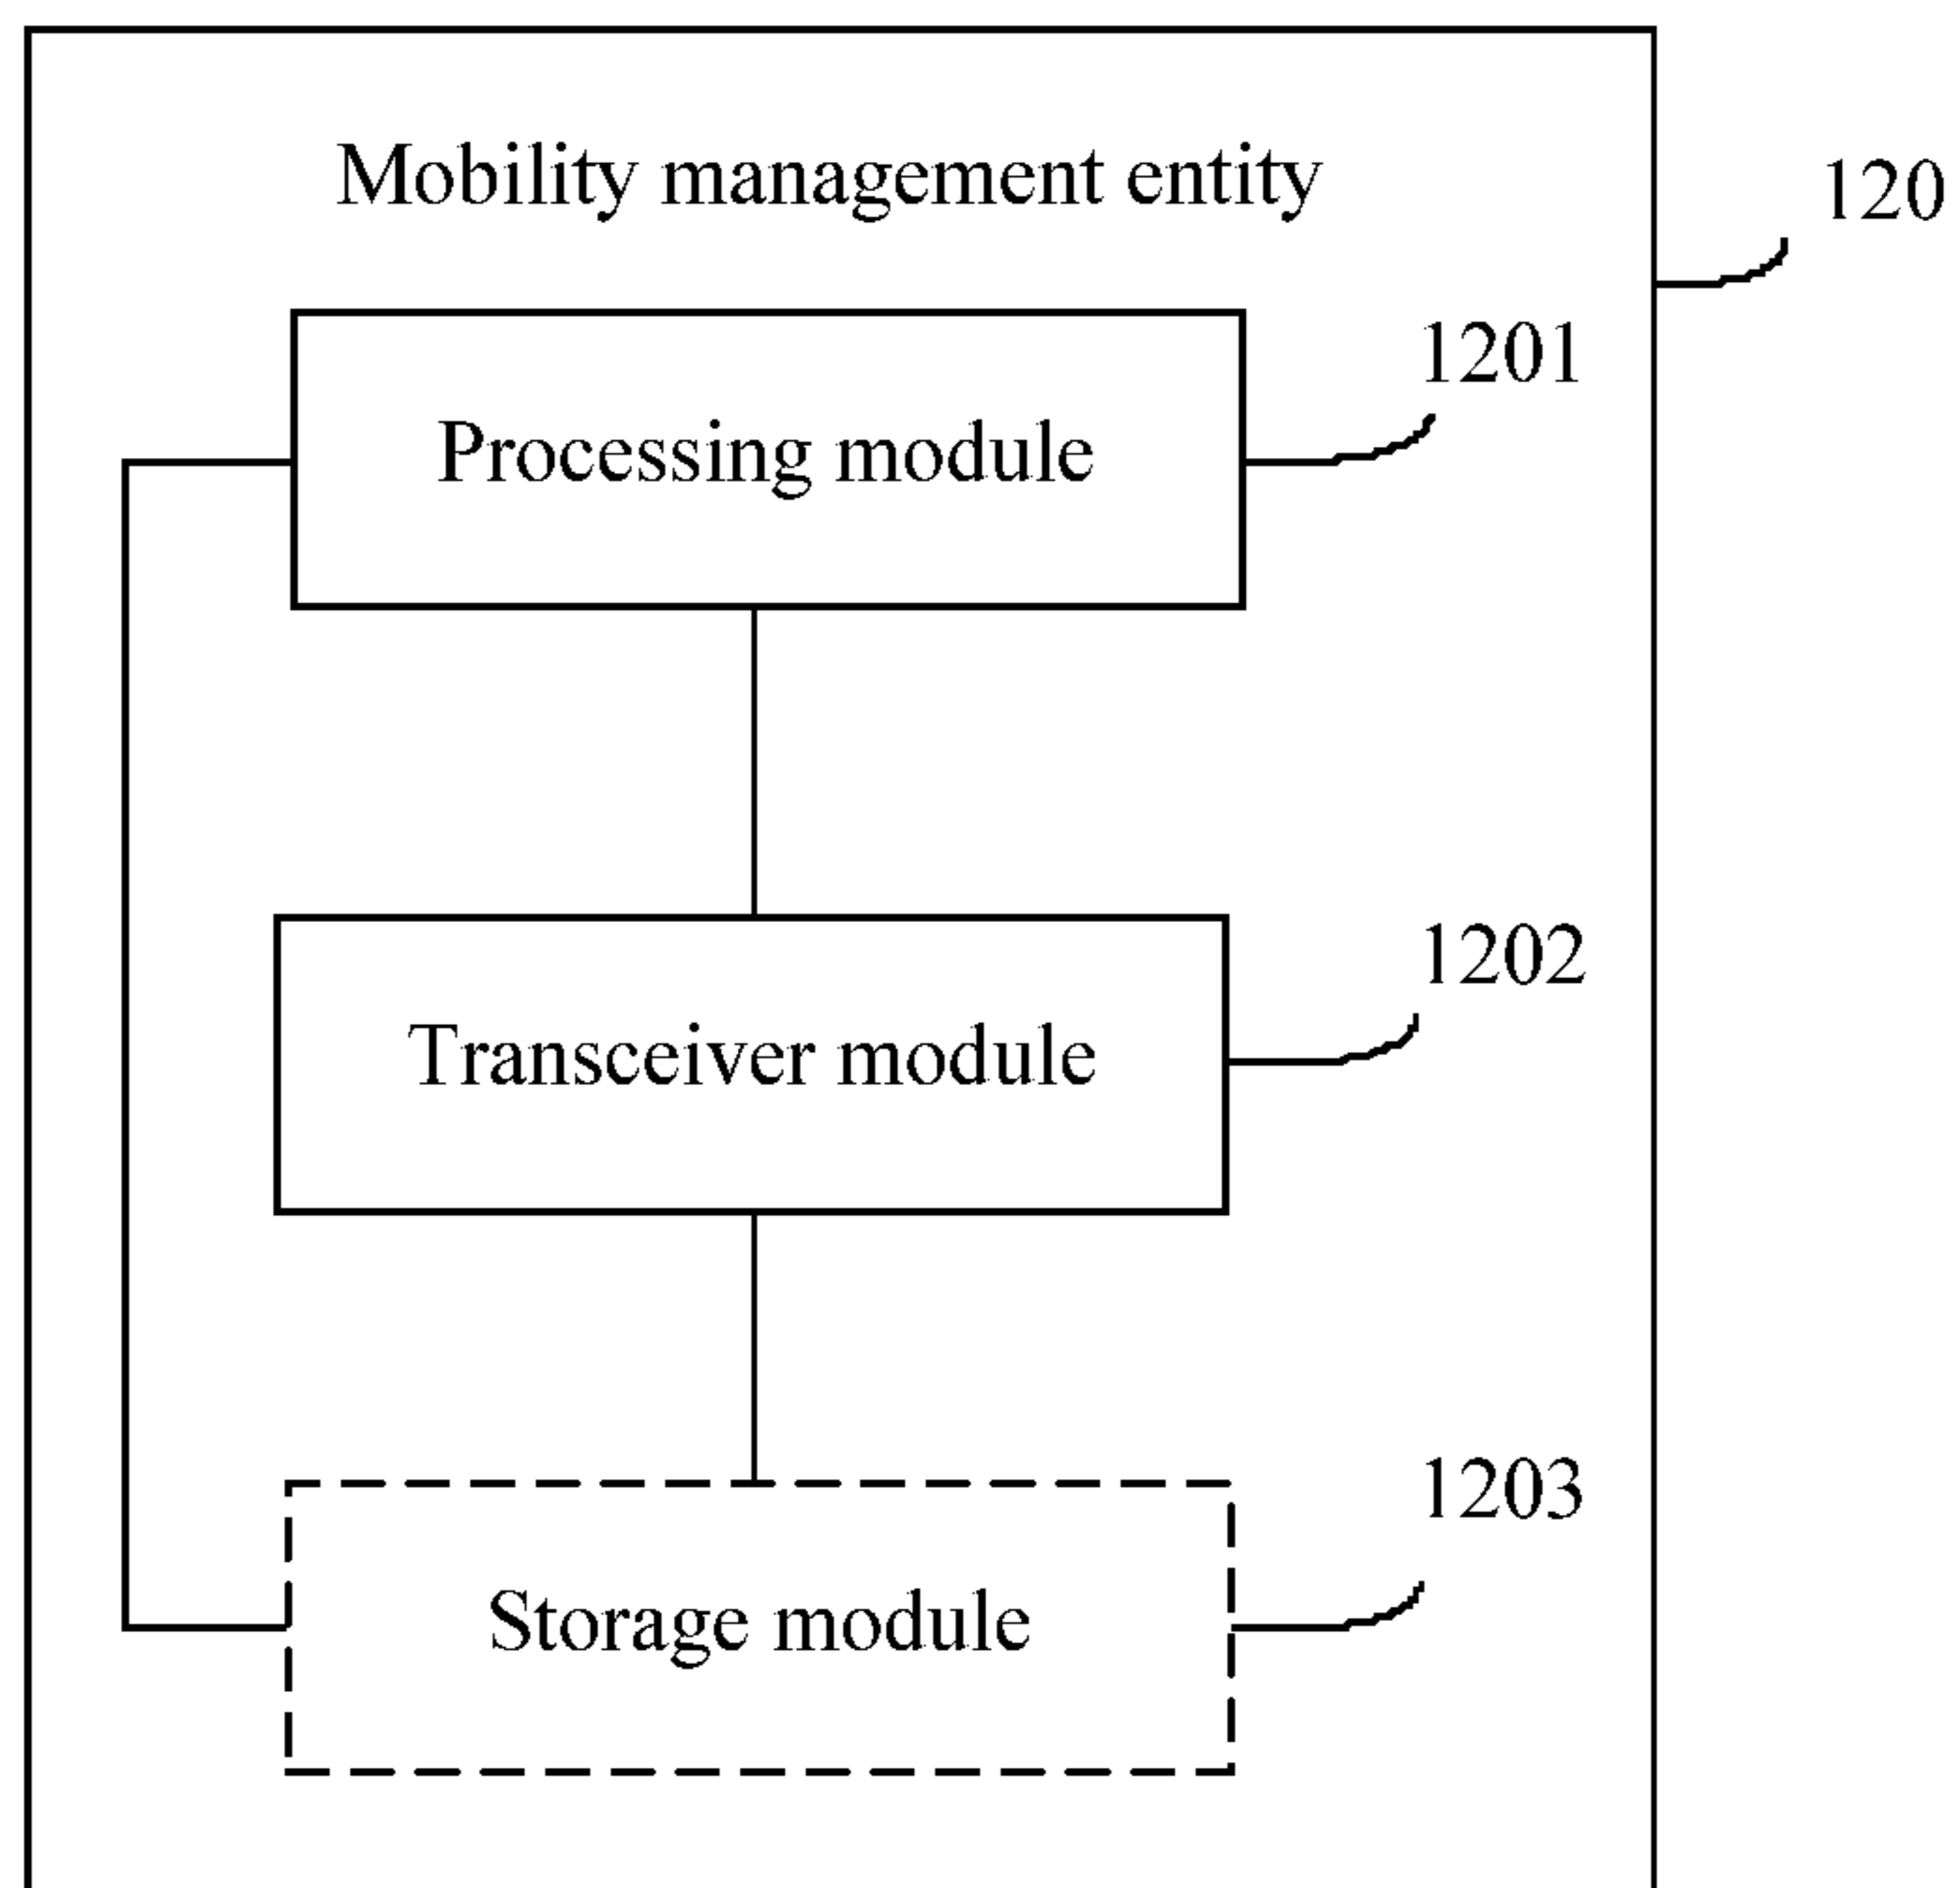 Mobility management entity
120
1201
Processing module
1202
Transceiver module
1203
Storage module